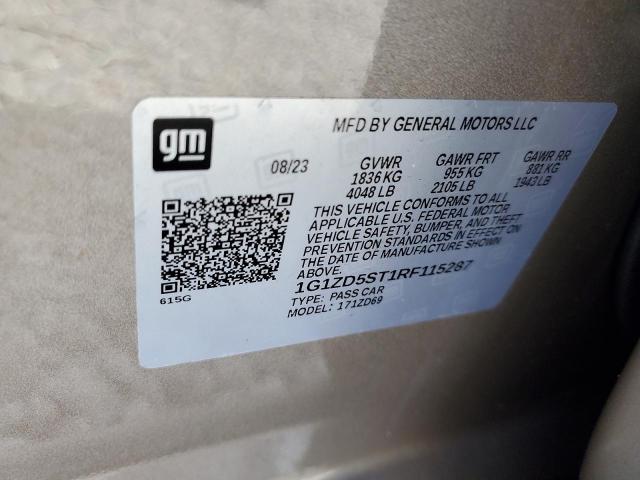 gm
MFD BY GENERAL MOTORS LLC
08/23 GVWR GAWR FRT GAWR RR
1836 KG 955 KG 881 KG
4048 LB 2105 LB 1943 LB
THIS VEHICLE CONFORMS TO ALL
APPLICABLE U.S. FEDERAL MOTOR
VEHICLE SAFETY, BUMPER, AND THEFT
PREVENTION STANDARDS IN EFFECT ON
THE DATE OF MANUFACTURE SHOWN
ABOVE.
1G1ZD5ST1RF115287
TYPE: PASS CAR
MODEL: 171ZD69
615G